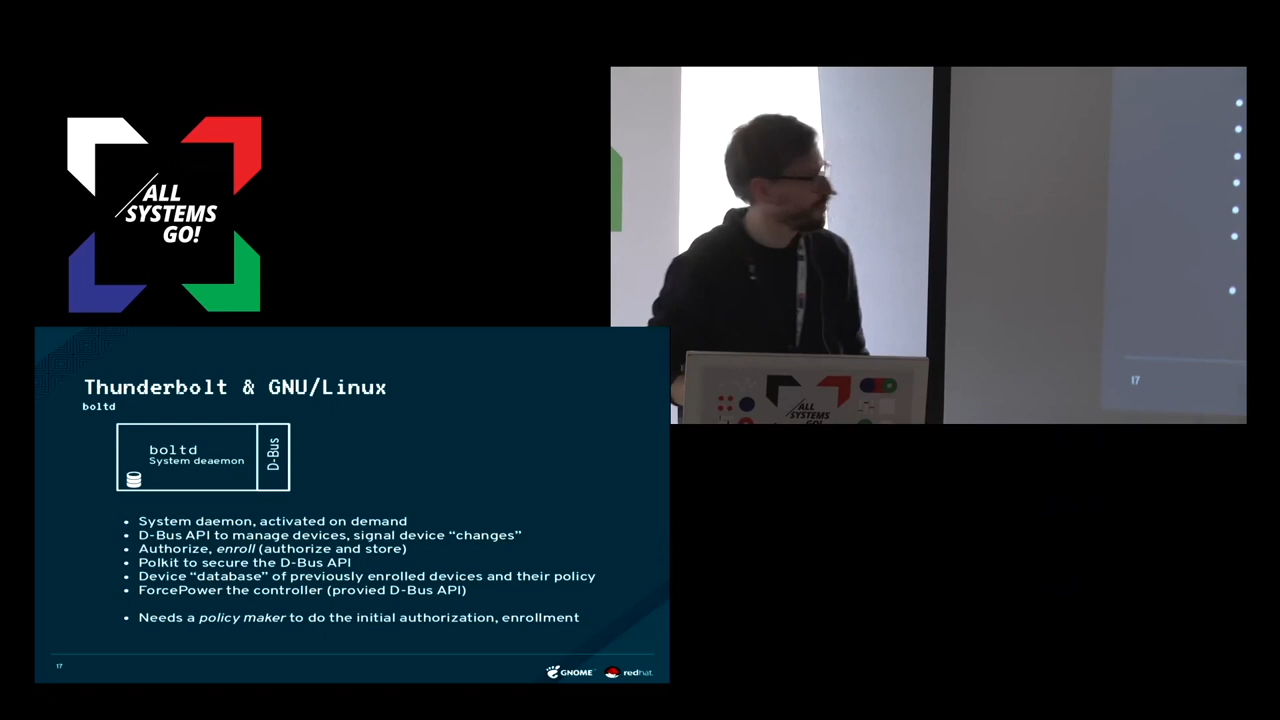 ALL
SYSTEMS
GO!
Thunderbolt & GNU/Linux
boltd
boltd
System deaemon
D-Bus
• System daemon, activated on demand
• D-Bus API to manage devices, signal device “changes”
• Authorize, enroll (authorize and store)
• Polkit to secure the D-Bus API
• Device “database” of previously enrolled devices and their policy
• ForcePower the controller (provied D-Bus API)
• Needs a policy maker to do the initial authorization, enrollment
17
GNOME
redhat.
17
ALL
SYSTEMS
GO!